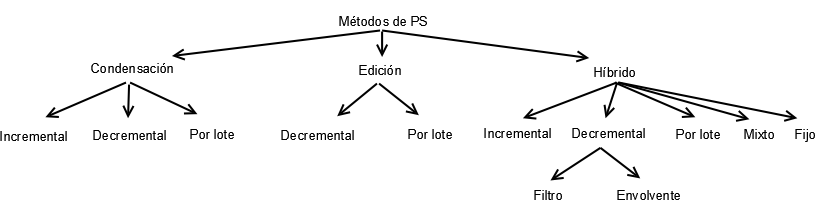 Métodos de PS
Condensación
Edición
Híbrido
Incremental
Decremental
Por lote
Decremental
Por lote
Incremental
Decremental
Por lote
Mixto
Fijo
Filtro
Envolvente